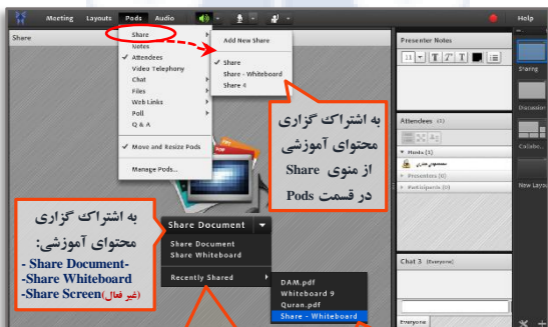 Meeting Layouts Pods Audio Help
Share
Share
Notes
Attendees
Video Telephony
Chat
Files
Web Links
Poll
Q & A
Move and Resize Pods
Manage Pods...
Add New Share
Share
Share - Whiteboard
Share 4
به اشتراک گزاری
محتوای آموزشی
از منوی Share
در قسمت Pods
به اشتراک گزاری
محتوای آموزشی:
- Share Document-
-Share Whiteboard
-Share Screen(غیر فعال)
Share Document
Share Document
Share Whiteboard
Recently Shared
DAM.pdf
Whiteboard 9
Quran.pdf
Share - Whiteboard
Presenter Notes
Attendees (1)
Hosts (1)
Presenters (0)
Participants (0)
Chat 3 (Everyone)
Everyone
Sharing
Discussion
Collabo...
New Layou